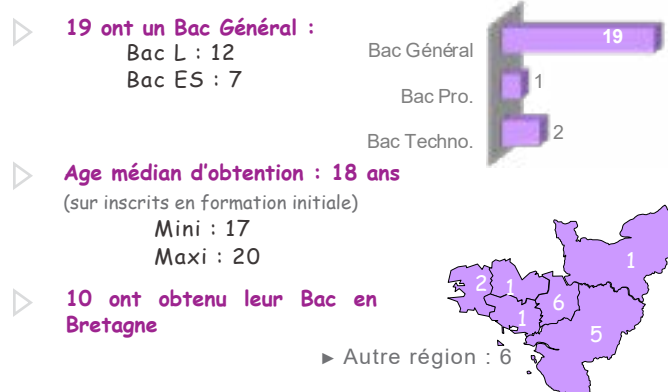 19 ont un Bac Général :
Bac L : 12
Bac ES : 7
Bac Général
19
Bac Pro.
1
Bac Techno.
2
Age médian d'obtention : 18 ans
(sur inscrits en formation initiale)
Mini : 17
Maxi : 20
10 ont obtenu leur Bac en
Bretagne
1
2
1
6
1
5
► Autre région : 6